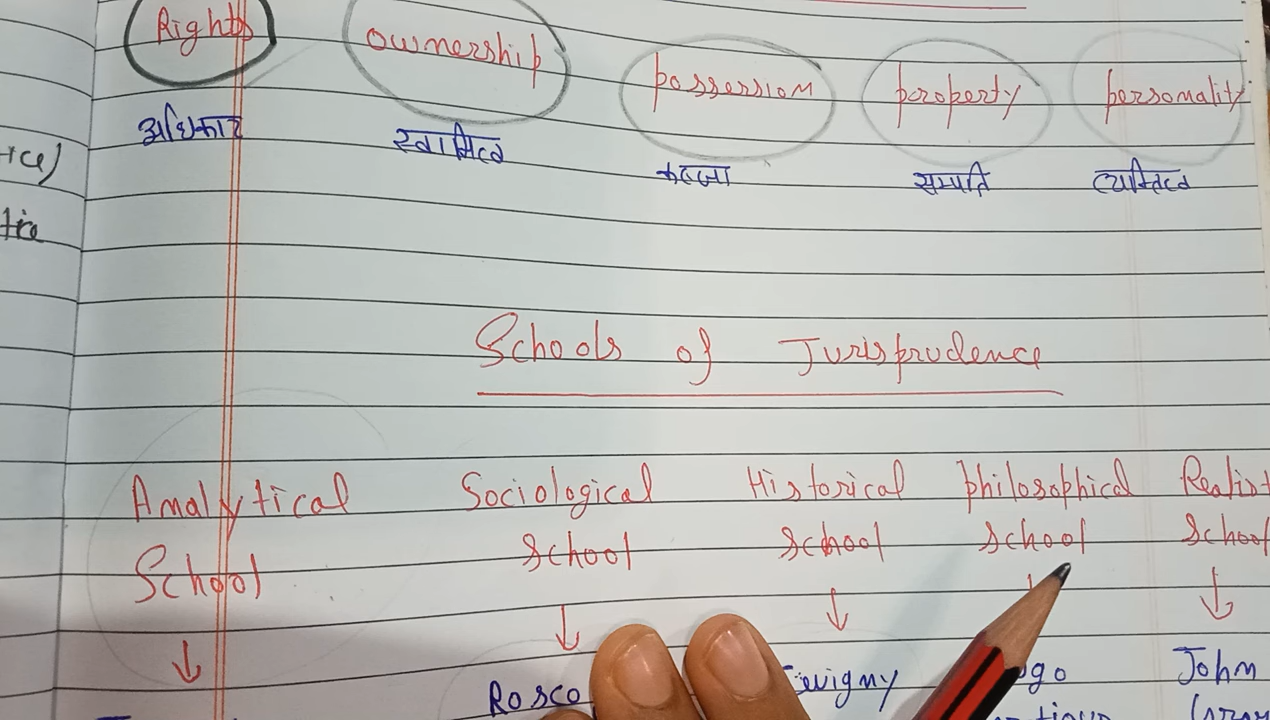 Rights ownership possession property personality
अधिकार स्वामित्व कब्जा सम्पति व्यक्तित्व
Schools of Jurisprudence
Analytical Sociological Historical Philosophical Realist
School School School School School
Rosco John